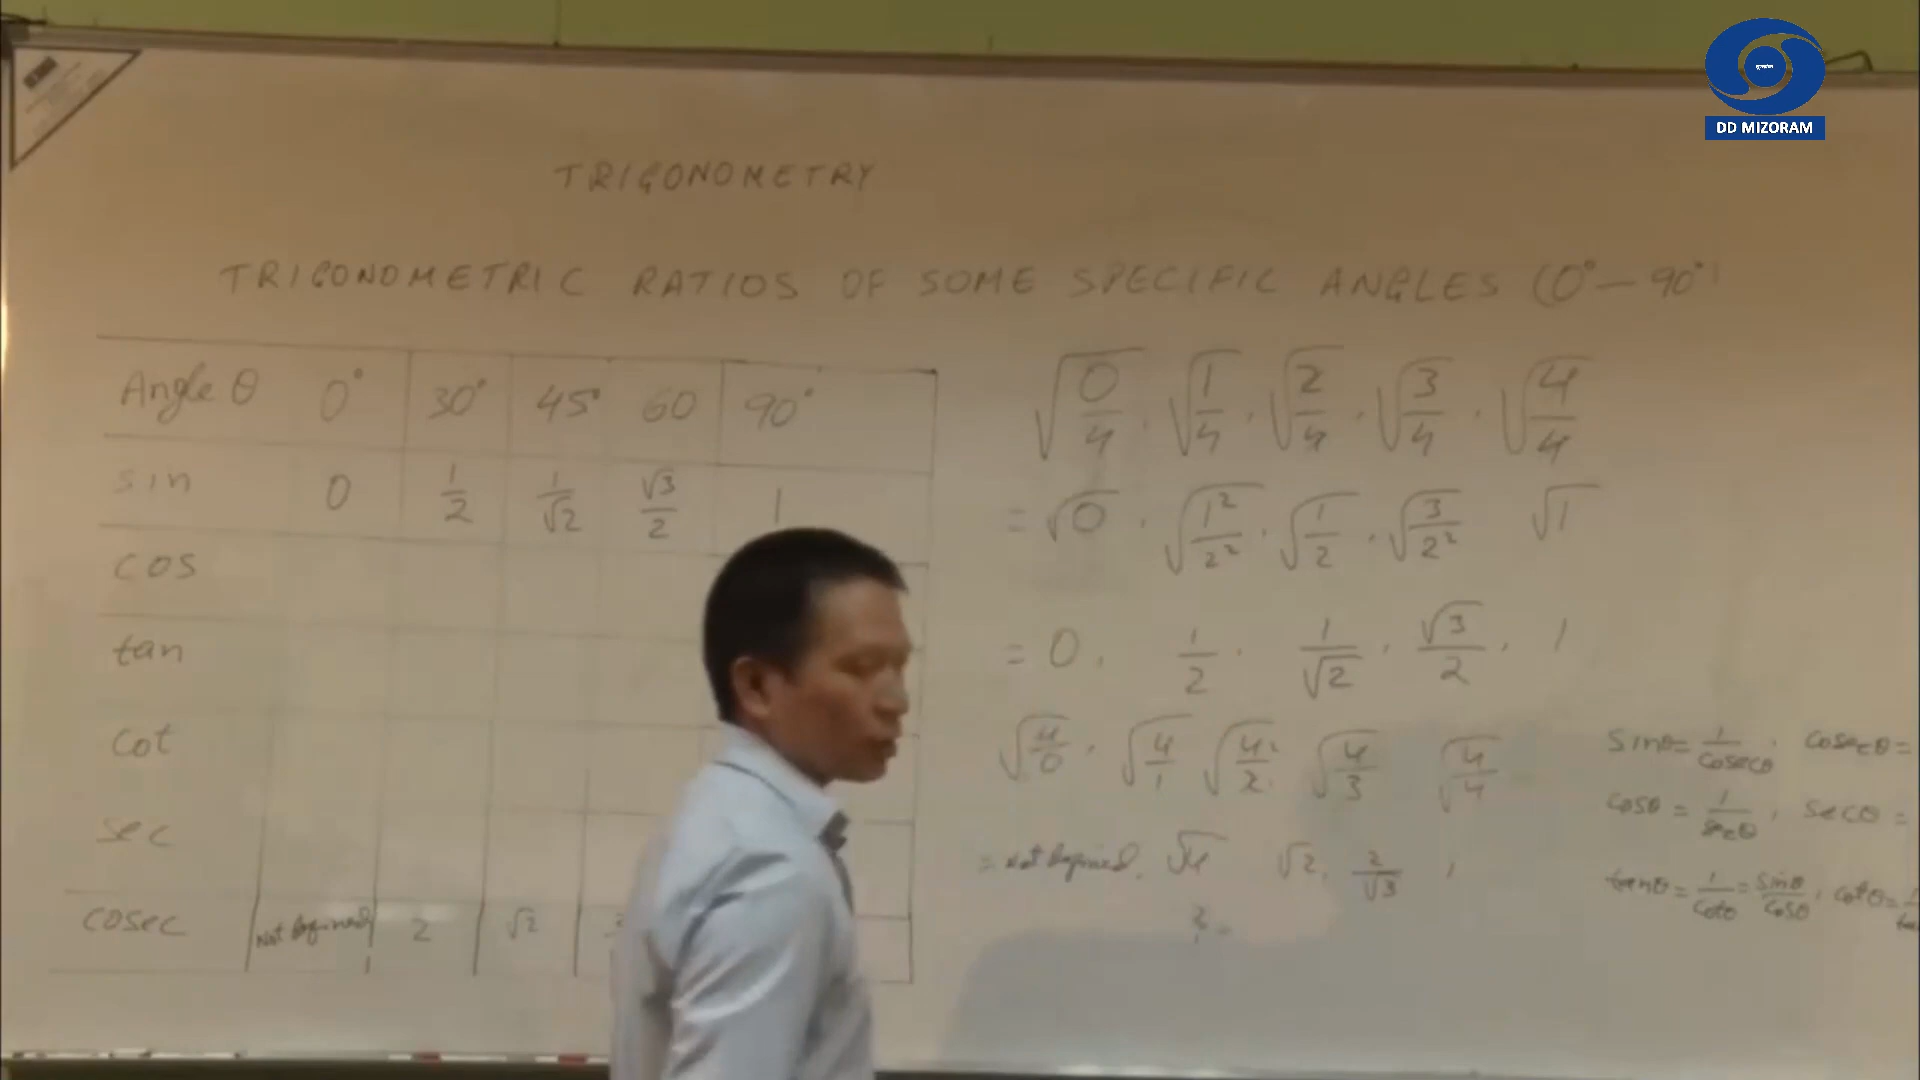 DD MIZORAM
TRIGONOMETRY
TRIGONOMETRIC RATIOS OF SOME SPECIFIC ANGLES (0° — 90°)
Angle θ 0° 30° 45° 60 90°
sin 0 1/2 1/√2 √3/2 1
cos
tan
cot
sec
cosec Not Defined 2 √2
√0/4 . √1/4 . √2/4 . √3/4 . √4/4
= √0 . √1²/2² . √1/2 . √3/2² √1
= 0 . 1/2 . 1/√2 . √3/2 . 1
√4/0 . √4/1 √4/2 . √4/3 √4/4
= Not Defined . √4 √2 . 2/√3 1
2
sinθ = 1/cosecθ , cosecθ =
cosθ = 1/secθ , secθ =
tanθ = 1/cotθ = sinθ/cosθ , cotθ = 1/tan